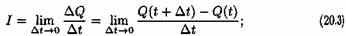 I = lim_{Δt→0} ΔQ/Δt = lim_{Δt→0} Q(t + Δt) − Q(t)/Δt; (20.3)